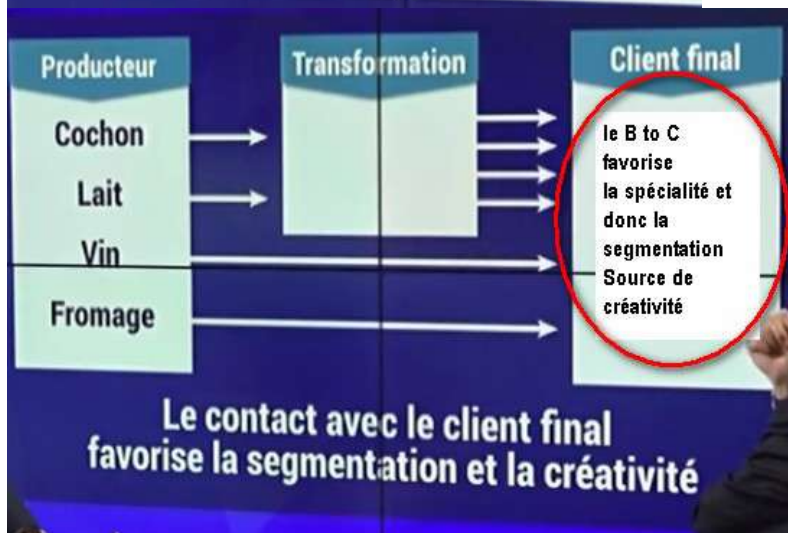 Producteur
Cochon
Lait
Vin
Fromage
Transformation
Client final
le B to C
favorise
la spécialité et
donc la
segmentation
Source de
créativité
Le contact avec le client final
favorise la segmentation et la créativité